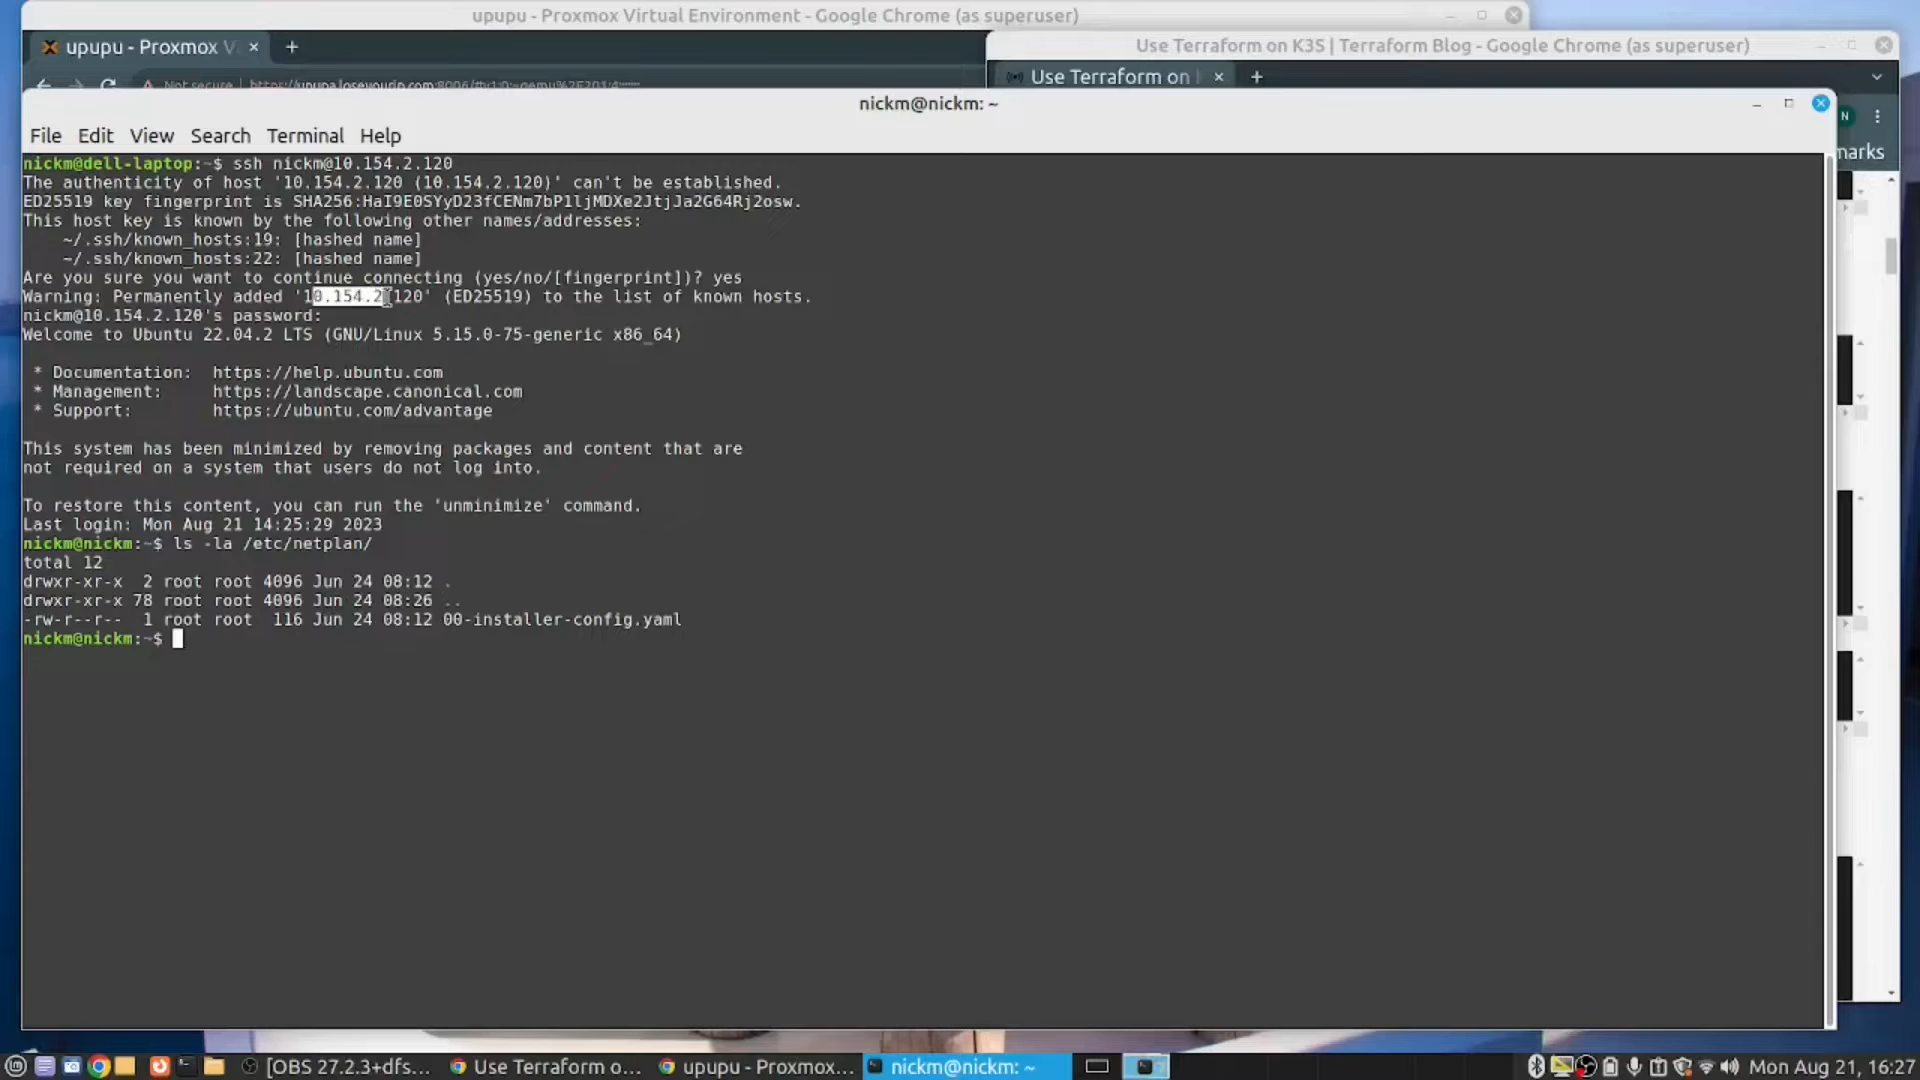 upupu - Proxmox Virtual Environment - Google Chrome (as superuser)
upupu - Proxmox V
Use Terraform on K3S | Terraform Blog - Google Chrome (as superuser)
Use Terraform on
Not secure
nickm@nickm: ~
N
File Edit View Search Terminal Help
marks
nickm@dell-laptop:~$ ssh nickm@10.154.2.120
The authenticity of host '10.154.2.120 (10.154.2.120)' can't be established.
ED25519 key fingerprint is SHA256:HaI9E0SYyD23fCENm7bP1ljMDXe2JtjJa2G64Rj2osw.
This host key is known by the following other names/addresses:
~/.ssh/known_hosts:19: [hashed name]
~/.ssh/known_hosts:22: [hashed name]
Are you sure you want to continue connecting (yes/no/[fingerprint])? yes
Warning: Permanently added '10.154.2.120' (ED25519) to the list of known hosts.
nickm@10.154.2.120's password:
Welcome to Ubuntu 22.04.2 LTS (GNU/Linux 5.15.0-75-generic x86_64)
* Documentation: https://help.ubuntu.com
* Management: https://landscape.canonical.com
* Support: https://ubuntu.com/advantage
This system has been minimized by removing packages and content that are
not required on a system that users do not log into.
To restore this content, you can run the 'unminimize' command.
Last login: Mon Aug 21 14:25:29 2023
nickm@nickm:~$ ls -la /etc/netplan/
total 12
drwxr-xr-x 2 root root 4096 Jun 24 08:12 .
drwxr-xr-x 78 root root 4096 Jun 24 08:26 ..
-rw-r--r-- 1 root root 116 Jun 24 08:12 00-installer-config.yaml
nickm@nickm:~$
[OBS 27.2.3+dfs... Use Terraform o... upupu - Proxmox... nickm@nickm: ~ Mon Aug 21, 16:27